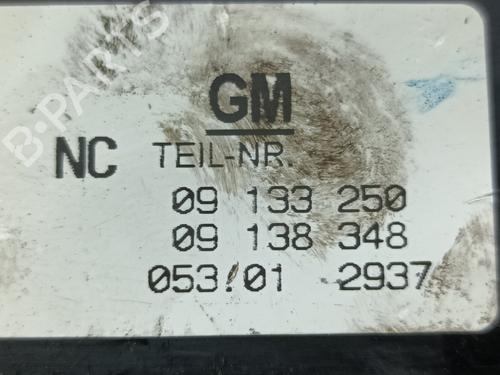 GM
NC TEIL-NR.
09 133 250
09 138 348
053/01 2937
B-PARTS